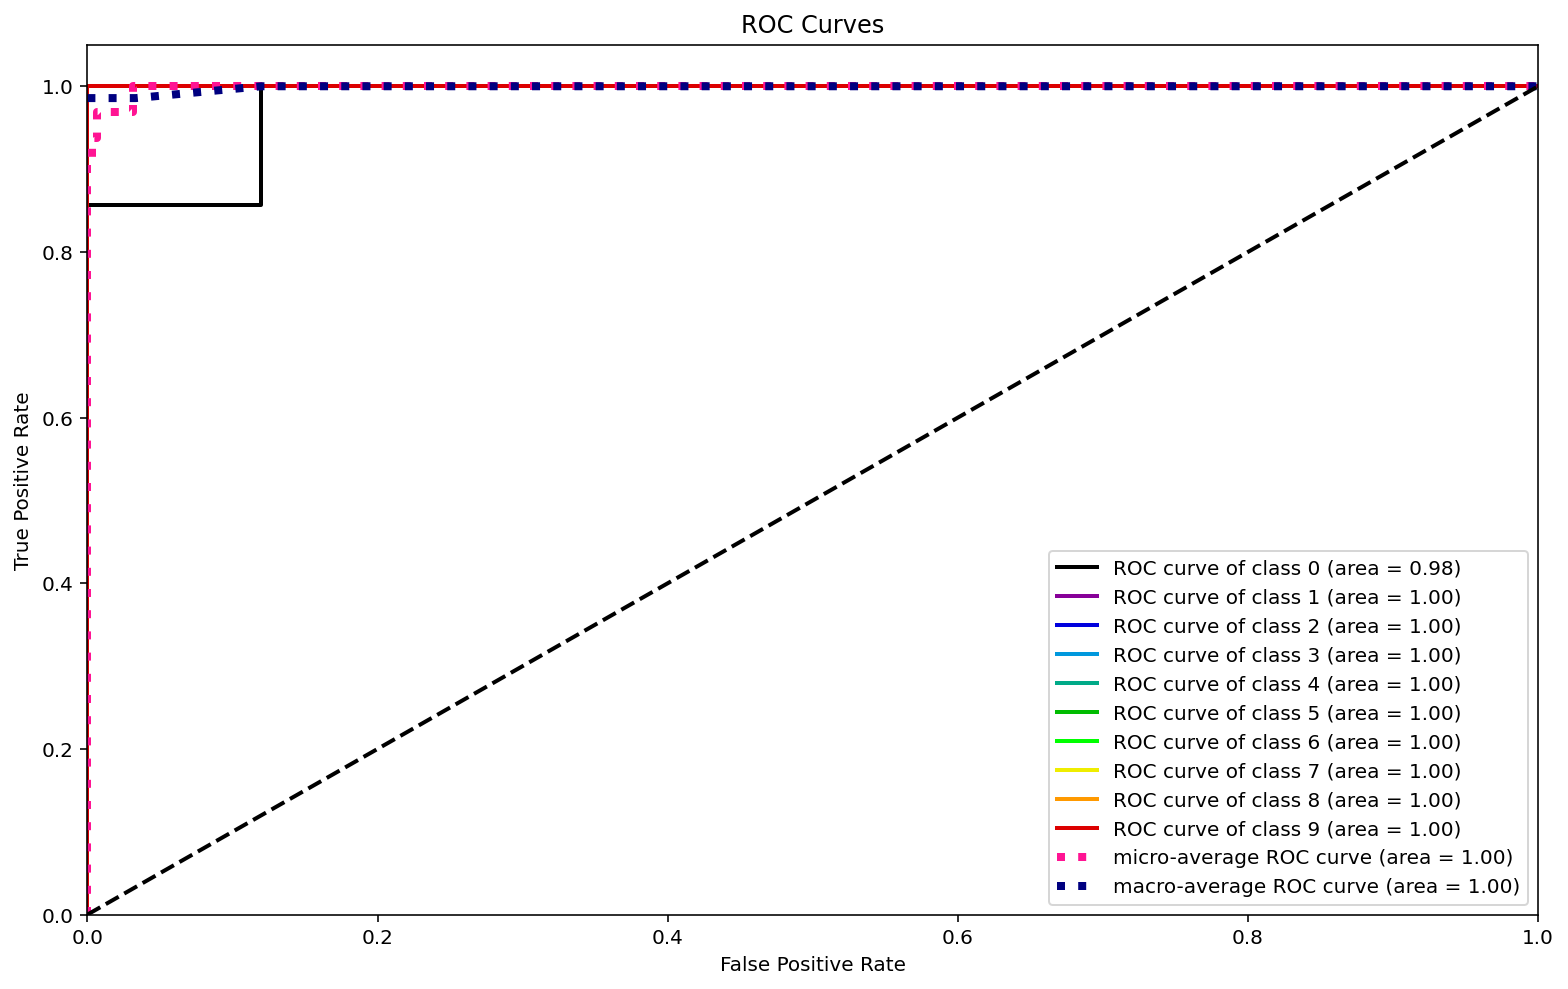 ROC Curves
True Positive Rate
1.0
0.8
0.6
0.4
0.2
0.0
ROC curve of class 0 (area = 0.98)
ROC curve of class 1 (area = 1.00)
ROC curve of class 2 (area = 1.00)
ROC curve of class 3 (area = 1.00)
ROC curve of class 4 (area = 1.00)
ROC curve of class 5 (area = 1.00)
ROC curve of class 6 (area = 1.00)
ROC curve of class 7 (area = 1.00)
ROC curve of class 8 (area = 1.00)
ROC curve of class 9 (area = 1.00)
micro-average ROC curve (area = 1.00)
macro-average ROC curve (area = 1.00)
0.0 0.2 0.4 0.6 0.8 1.0
False Positive Rate